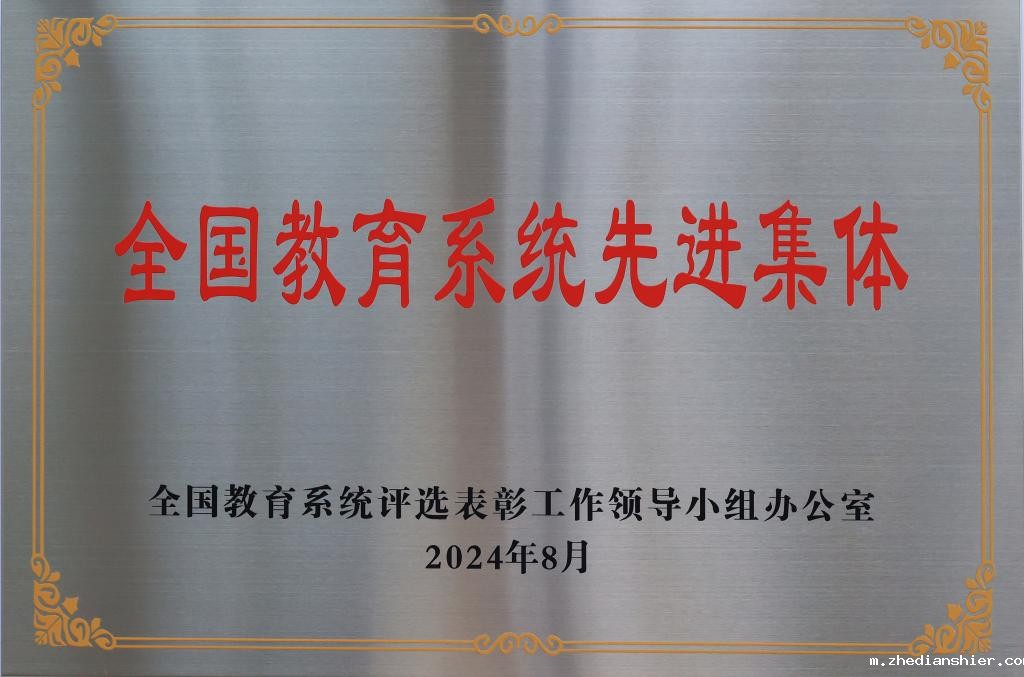 全国教育系统先进集体
全国教育系统评选表彰工作领导小组办公室
2024年8月
m.zhedianshier.co